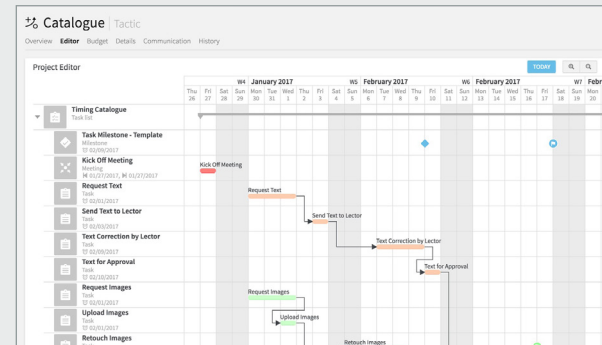 Catalogue | Tactic
Overview Editor Budget Details Communication History
Project Editor
TODAY
W4 January 2017 W5 February 2017 W6 February 2017 W7 Febr
Thu Fri Sat Sun Mon Tue Wed Thu Fri Sat Sun Mon Tue Wed Thu Fri Sat Sun Mon Tue Wed Thu Fri Sat Sun Mon
26 27 28 29 30 31 1 2 3 4 5 6 7 8 9 10 11 12 13 14 15 16 17 18 19 20
Timing Catalogue
Task list
Task Milestone - Template
Milestone
02/09/2017
Kick Off Meeting
Meeting
01/27/2017, 01/27/2017
Kick Off Meeting
Request Text
Task
02/01/2017
Request Text
Send Text to Lector
Task
02/03/2017
Send Text to Lector
Text Correction by Lector
Task
02/09/2017
Text Correction by Lector
Text for Approval
Task
02/10/2017
Text for Approval
Request Images
Task
02/01/2017
Request Images
Upload Images
Task
02/01/2017
Upload Images
Retouch Images
Retouch Images